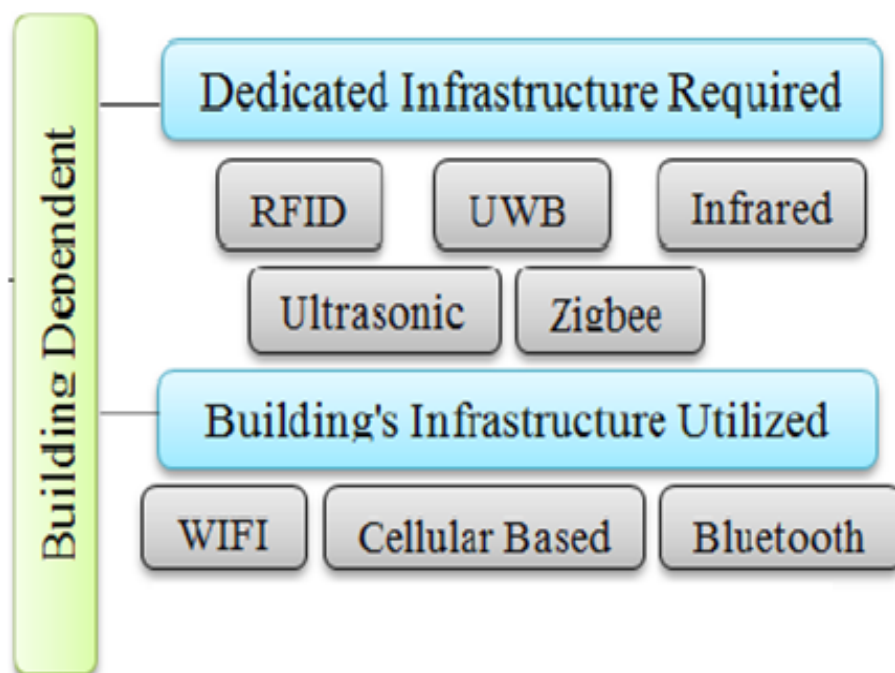 Building Dependent
Dedicated Infrastructure Required
RFID
UWB
Infrared
Ultrasonic
Zigbee
Building's Infrastructure Utilized
WIFI
Cellular Based
Bluetooth